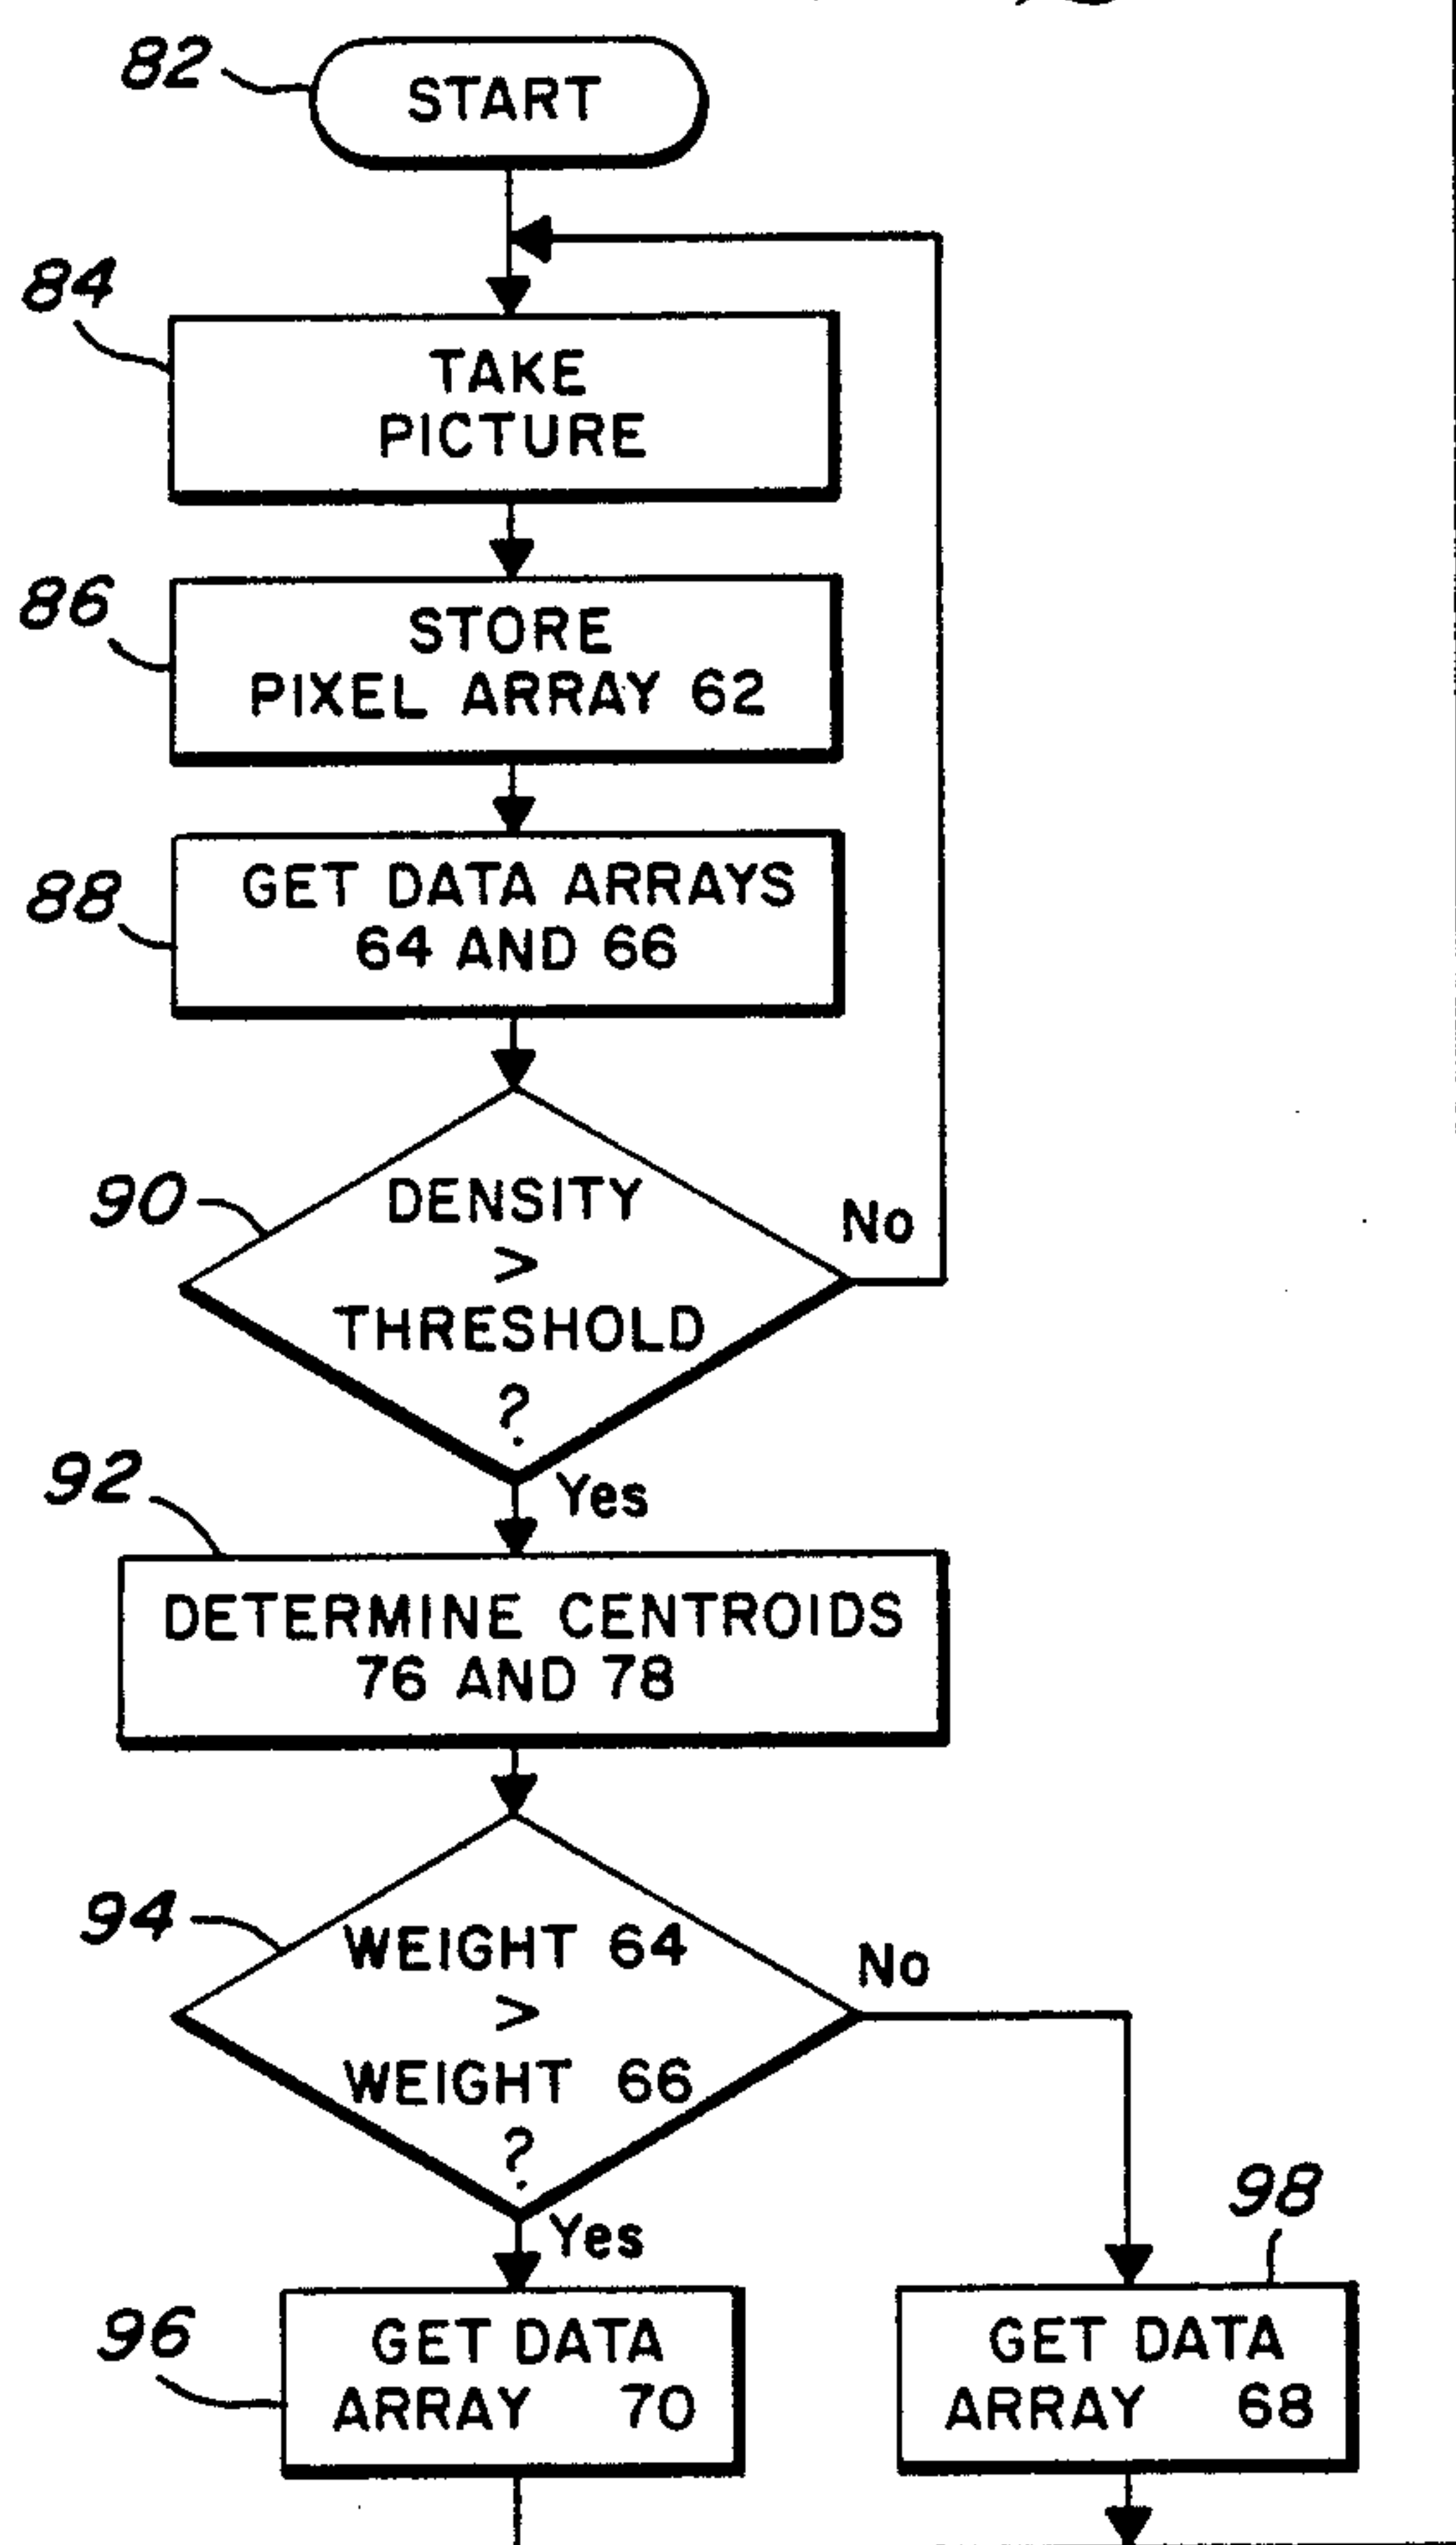 82
START
84
TAKE
PICTURE
86
STORE
PIXEL ARRAY 62
88
GET DATA ARRAYS
64 AND 66
90
DENSITY
>
THRESHOLD
?
No
Yes
92
DETERMINE CENTROIDS
76 AND 78
94
WEIGHT 64
>
WEIGHT 66
?
No
Yes
96
GET DATA
ARRAY 70
98
GET DATA
ARRAY 68